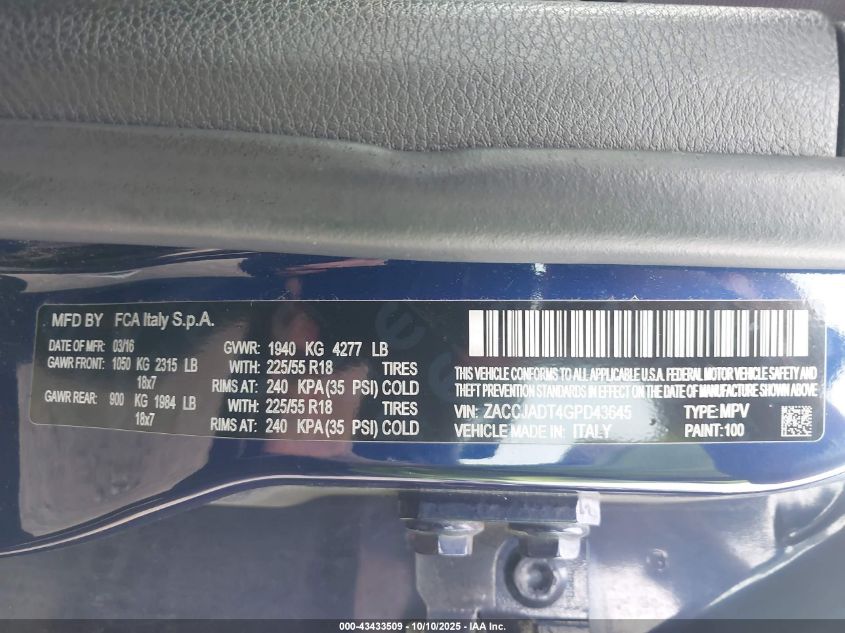 MFD BY FCA Italy S.p.A.
DATE OF MFR: 03/16 GVWR: 1940 KG 4277 LB
GAWR FRONT: 1050 KG 2315 LB WITH: 225/55 R18 TIRES
18x7 RIMS AT: 240 KPA(35 PSI) COLD
GAWR REAR: 900 KG 1984 LB WITH: 225/55 R18 TIRES
18x7 RIMS AT: 240 KPA(35 PSI) COLD
THIS VEHICLE CONFORMS TO ALL APPLICABLE U.S.A. FEDERAL MOTOR VEHICLE SAFETY AND
THEFT PREVENTION STANDARDS IN EFFECT ON THE DATE OF MANUFACTURE SHOWN ABOVE.
VIN: ZACCJADT4GPD43645 TYPE: MPV
VEHICLE MADE IN: ITALY PAINT:100
000-43433509 - 10/10/2025 - IAA Inc.